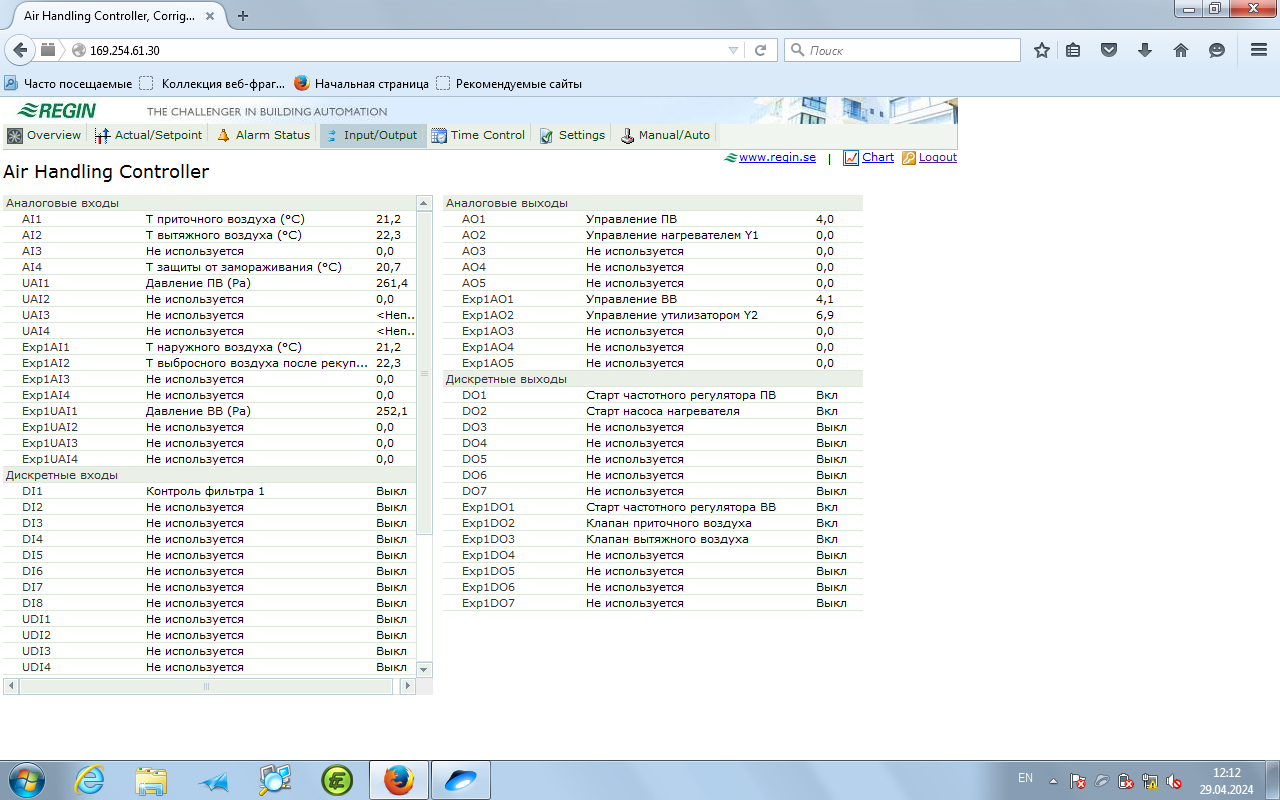 Air Handling Controller, Corrig...
169.254.61.30
Поиск
Часто посещаемые Коллекция веб-фраг... Начальная страница Рекомендуемые сайты
REGIN THE CHALLENGER IN BUILDING AUTOMATION
Overview Actual/Setpoint Alarm Status Input/Output Time Control Settings Manual/Auto
www.regin.se | Chart Logout
Air Handling Controller
Аналоговые входы
AI1 Т приточного воздуха (°C) 21,2
AI2 Т вытяжного воздуха (°C) 22,3
AI3 Не используется 0,0
AI4 Т защиты от замораживания (°C) 20,7
UAI1 Давление ПВ (Pa) 261,4
UAI2 Не используется 0,0
UAI3 Не используется <Неп..
UAI4 Не используется <Неп..
Exp1AI1 Т наружного воздуха (°C) 21,2
Exp1AI2 Т выбросного воздуха после рекуп... 22,3
Exp1AI3 Не используется 0,0
Exp1AI4 Не используется 0,0
Exp1UAI1 Давление ВВ (Pa) 252,1
Exp1UAI2 Не используется 0,0
Exp1UAI3 Не используется 0,0
Exp1UAI4 Не используется 0,0
Дискретные входы
DI1 Контроль фильтра 1 Выкл
DI2 Не используется Выкл
DI3 Не используется Выкл
DI4 Не используется Выкл
DI5 Не используется Выкл
DI6 Не используется Выкл
DI7 Не используется Выкл
DI8 Не используется Выкл
UDI1 Не используется Выкл
UDI2 Не используется Выкл
UDI3 Не используется Выкл
UDI4 Не используется Выкл
Аналоговые выходы
AO1 Управление ПВ 4,0
AO2 Управление нагревателем Y1 0,0
AO3 Не используется 0,0
AO4 Не используется 0,0
AO5 Не используется 0,0
Exp1AO1 Управление ВВ 4,1
Exp1AO2 Управление утилизатором Y2 6,9
Exp1AO3 Не используется 0,0
Exp1AO4 Не используется 0,0
Exp1AO5 Не используется 0,0
Дискретные выходы
DO1 Старт частотного регулятора ПВ Вкл
DO2 Старт насоса нагревателя Вкл
DO3 Не используется Выкл
DO4 Не используется Выкл
DO5 Не используется Выкл
DO6 Не используется Выкл
DO7 Не используется Выкл
Exp1DO1 Старт частотного регулятора ВВ Вкл
Exp1DO2 Клапан приточного воздуха Вкл
Exp1DO3 Клапан вытяжного воздуха Вкл
Exp1DO4 Не используется Выкл
Exp1DO5 Не используется Выкл
Exp1DO6 Не используется Выкл
Exp1DO7 Не используется Выкл
EN
12:12
29.04.2024